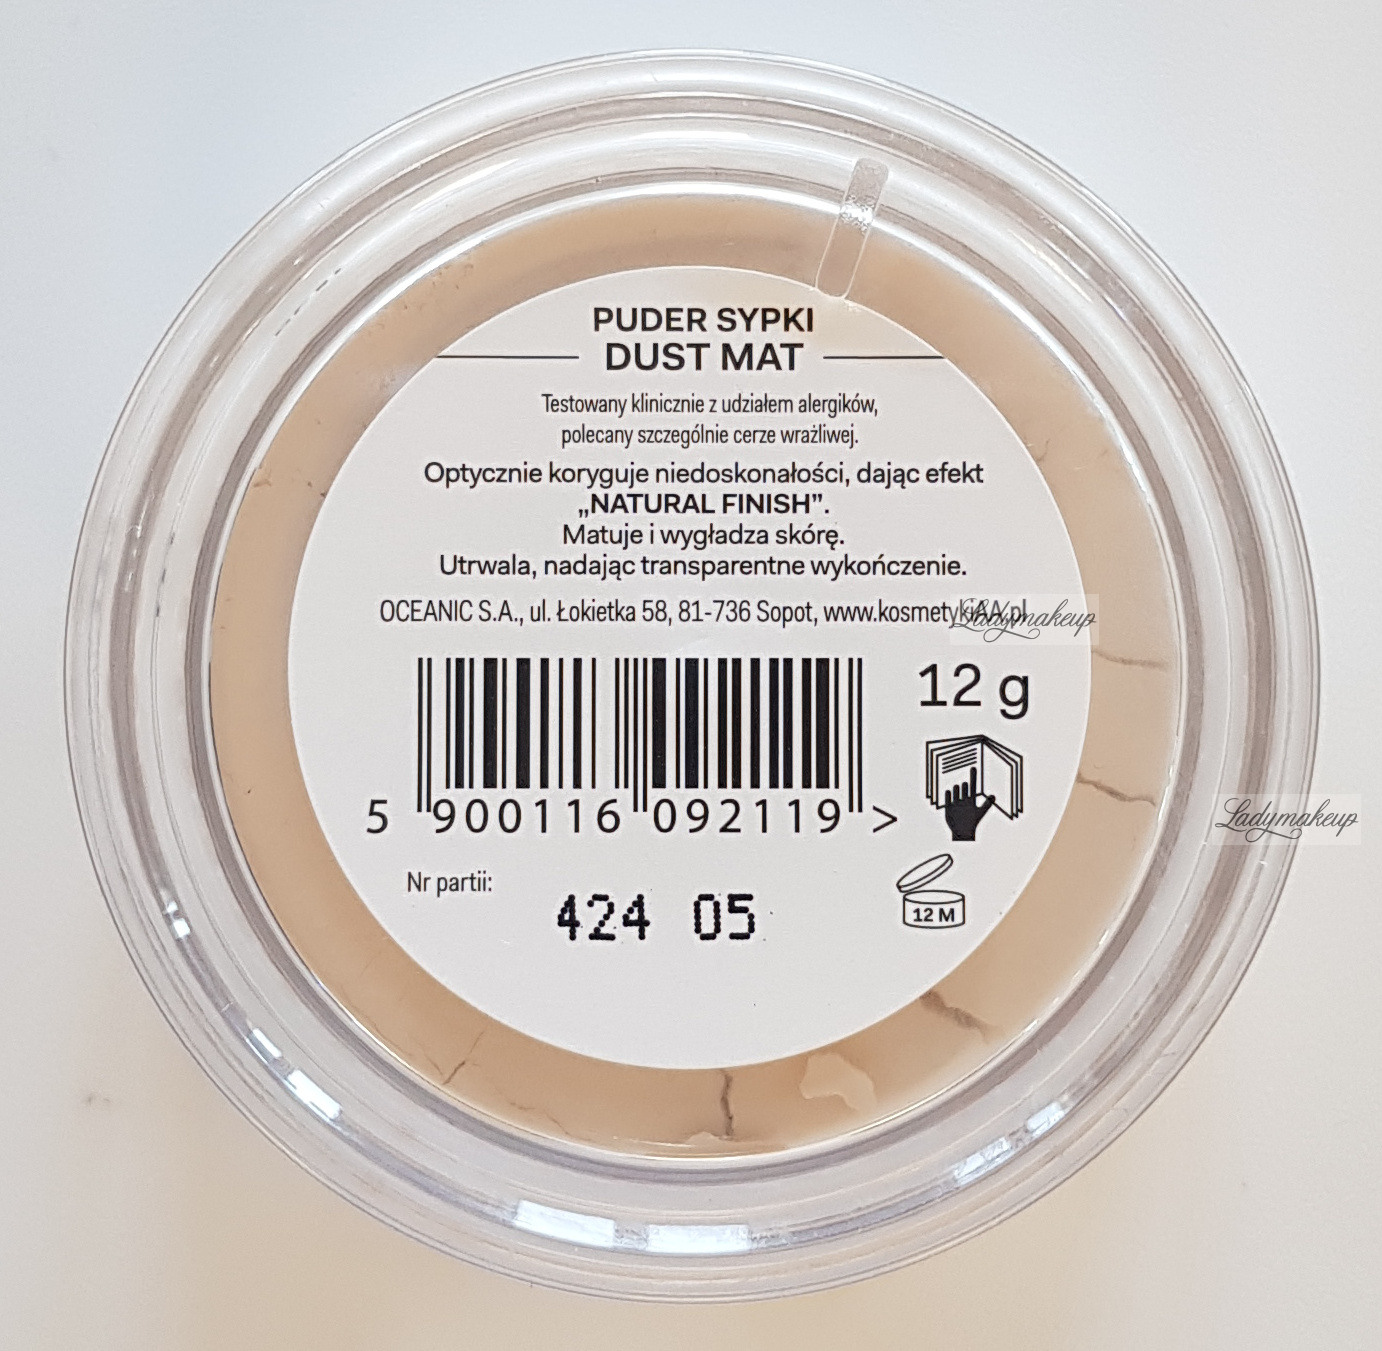 PUDER SYPKI
DUST MAT
Testowany klinicznie z udziałem alergików,
polecany szczególnie cerze wrażliwej.
Optycznie koryguje niedoskonałości, dając efekt
„NATURAL FINISH”.
Matuje i wygładza skórę.
Utrwala, nadając transparentne wykończenie.
OCEANIC S.A., ul. Łokietka 58, 81-736 Sopot, www.kosmetykiAA.pl
Ladymakeup
12 g
5 900116 092119 >
Ladymakeup
Nr partii:
424 05
12 M